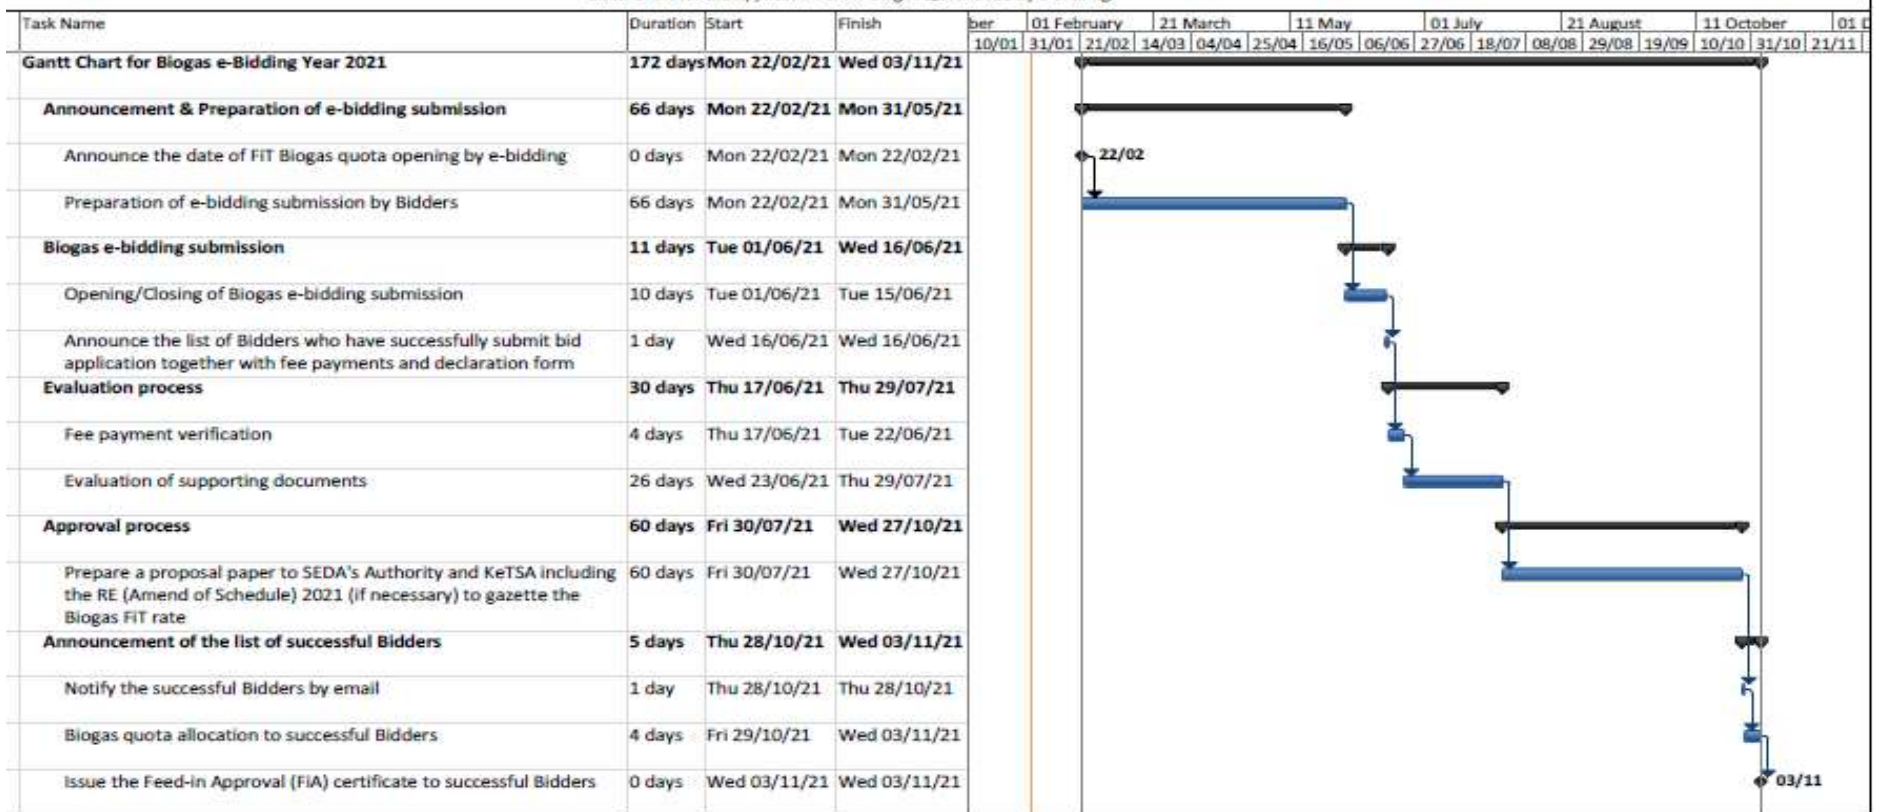 Task Name Duration Start Finish ber 01 February 21 March 11 May 01 July 21 August 11 October 01 D
10/01 31/01 21/02 14/03 04/04 25/04 16/05 06/06 27/06 18/07 08/08 29/08 19/09 10/10 31/10 21/11
Gantt Chart for Biogas e-Bidding Year 2021 172 days Mon 22/02/21 Wed 03/11/21
Announcement & Preparation of e-bidding submission 66 days Mon 22/02/21 Mon 31/05/21
Announce the date of FiT Biogas quota opening by e-bidding 0 days Mon 22/02/21 Mon 22/02/21 22/02
Preparation of e-bidding submission by Bidders 66 days Mon 22/02/21 Mon 31/05/21
Biogas e-bidding submission 11 days Tue 01/06/21 Wed 16/06/21
Opening/Closing of Biogas e-bidding submission 10 days Tue 01/06/21 Tue 15/06/21
Announce the list of Bidders who have successfully submit bid 1 day Wed 16/06/21 Wed 16/06/21
application together with fee payments and declaration form
Evaluation process 30 days Thu 17/06/21 Thu 29/07/21
Fee payment verification 4 days Thu 17/06/21 Tue 22/06/21
Evaluation of supporting documents 26 days Wed 23/06/21 Thu 29/07/21
Approval process 60 days Fri 30/07/21 Wed 27/10/21
Prepare a proposal paper to SEDA's Authority and KeTSA including 60 days Fri 30/07/21 Wed 27/10/21
the RE (Amend of Schedule) 2021 (if necessary) to gazette the
Biogas FiT rate
Announcement of the list of successful Bidders 5 days Thu 28/10/21 Wed 03/11/21
Notify the successful Bidders by email 1 day Thu 28/10/21 Thu 28/10/21
Biogas quota allocation to successful Bidders 4 days Fri 29/10/21 Wed 03/11/21
Issue the Feed-in Approval (FiA) certificate to successful Bidders 0 days Wed 03/11/21 Wed 03/11/21 03/11